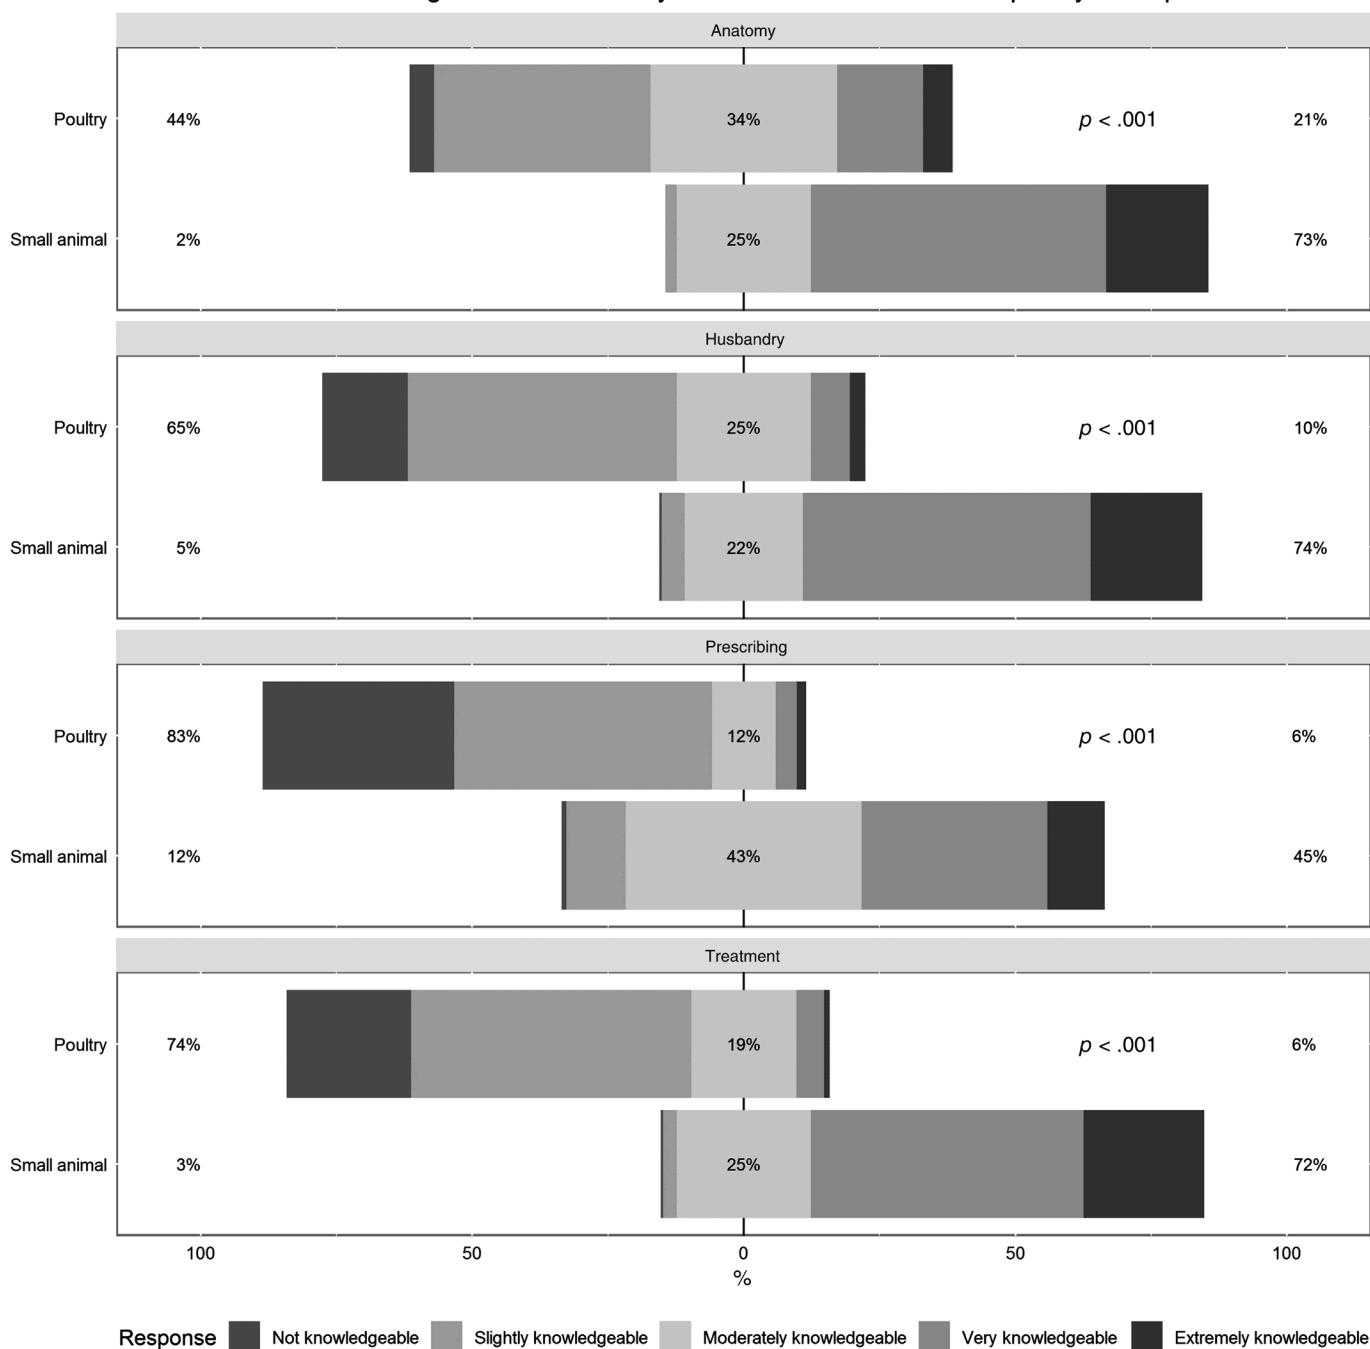 Anatomy
Poultry 44% 34% p < .001 21%
Small animal 2% 25% 73%
Husbandry
Poultry 65% 25% p < .001 10%
Small animal 5% 22% 74%
Prescribing
Poultry 83% 12% p < .001 6%
Small animal 12% 43% 45%
Treatment
Poultry 74% 19% p < .001 6%
Small animal 3% 25% 72%
100 50 0 50 100
%
Response Not knowledgeable Slightly knowledgeable Moderately knowledgeable Very knowledgeable Extremely knowledgeable